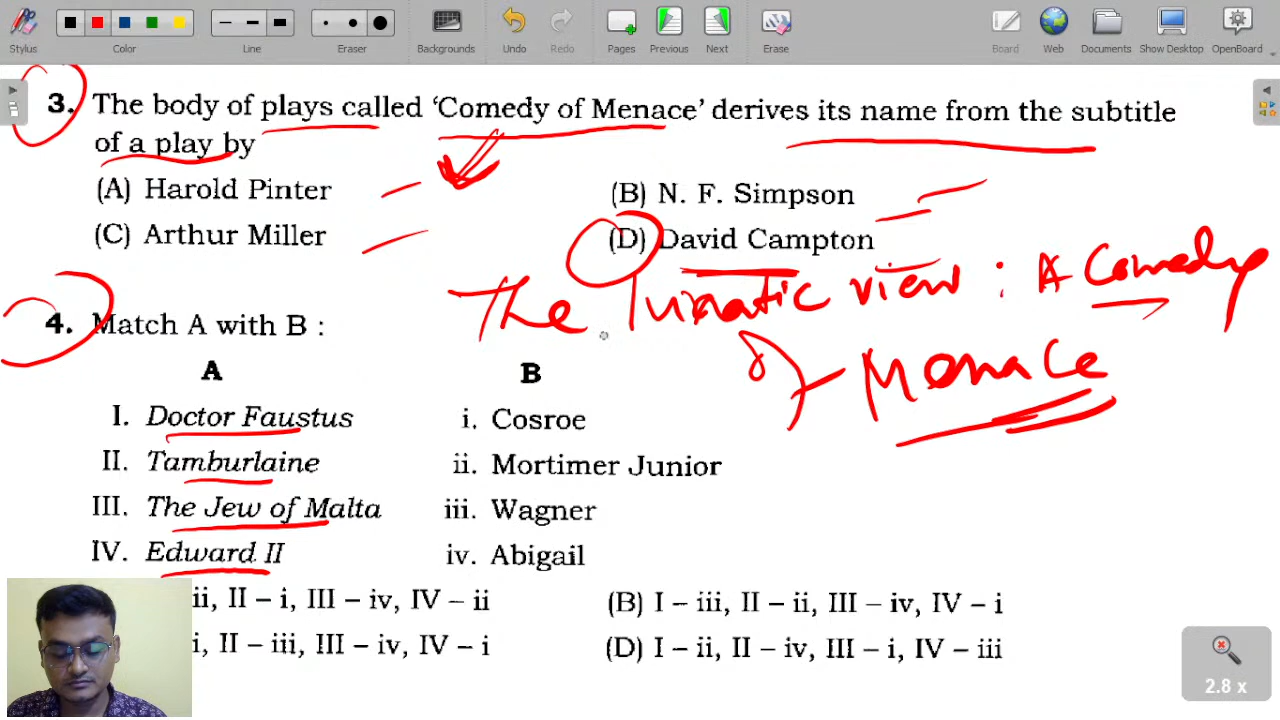 Stylus
Color
Line
Eraser
Backgrounds
Undo
Redo
Pages
Previous
Next
Erase
Board
Web
Documents
Show Desktop
OpenBoard
3. The body of plays called 'Comedy of Menace' derives its name from the subtitle
of a play by
(A) Harold Pinter
(B) N. F. Simpson
(C) Arthur Miller
(D) David Campton
The lunatic view : A Comedy
of Menace
4. Match A with B :
A
B
I. Doctor Faustus
i. Cosroe
II. Tamburlaine
ii. Mortimer Junior
III. The Jew of Malta
iii. Wagner
IV. Edward II
iv. Abigail
ii, II – i, III – iv, IV – ii
(B) I – iii, II – ii, III – iv, IV – i
i, II – iii, III – iv, IV – i
(D) I – ii, II – iv, III – i, IV – iii
2.8 x